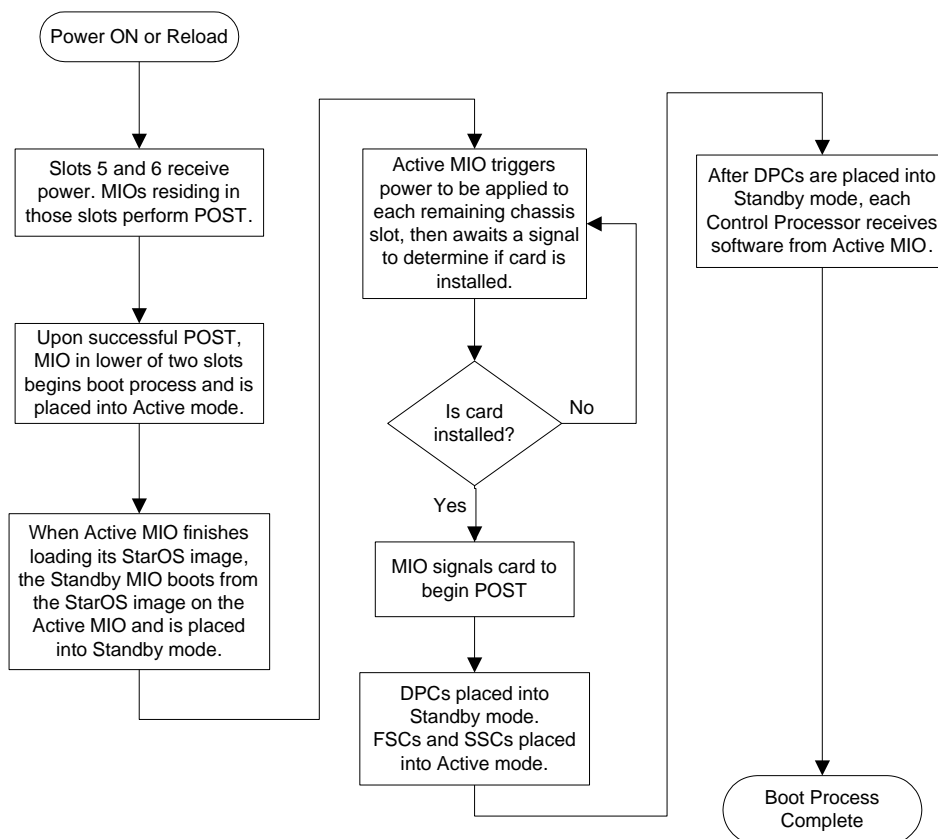 Power ON or Reload
Slots 5 and 6 receive
power. MIOs residing in
those slots perform POST.
Upon successful POST,
MIO in lower of two slots
begins boot process and is
placed into Active mode.
When Active MIO finishes
loading its StarOS image,
the Standby MIO boots from
the StarOS image on the
Active MIO and is placed
into Standby mode.
Active MIO triggers
power to be applied to
each remaining chassis
slot, then awaits a signal
to determine if card is
installed.
Is card
installed?
No
Yes
MIO signals card to
begin POST
DPCs placed into
Standby mode.
FSCs and SSCs placed
into Active mode.
After DPCs are placed into
Standby mode, each
Control Processor receives
software from Active MIO.
Boot Process
Complete